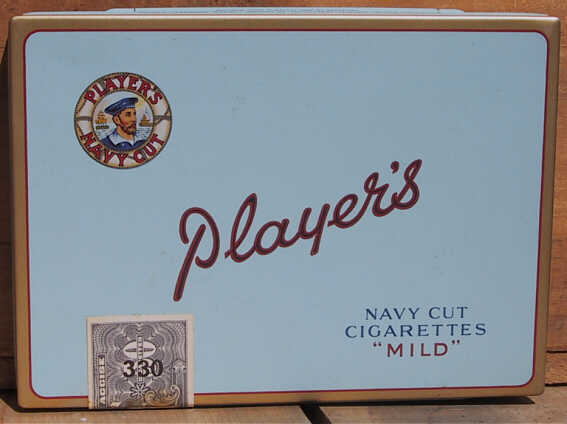 PLAYER'S
NAVY CUT
Player's
NAVY CUT
CIGARETTES
"MILD"
330